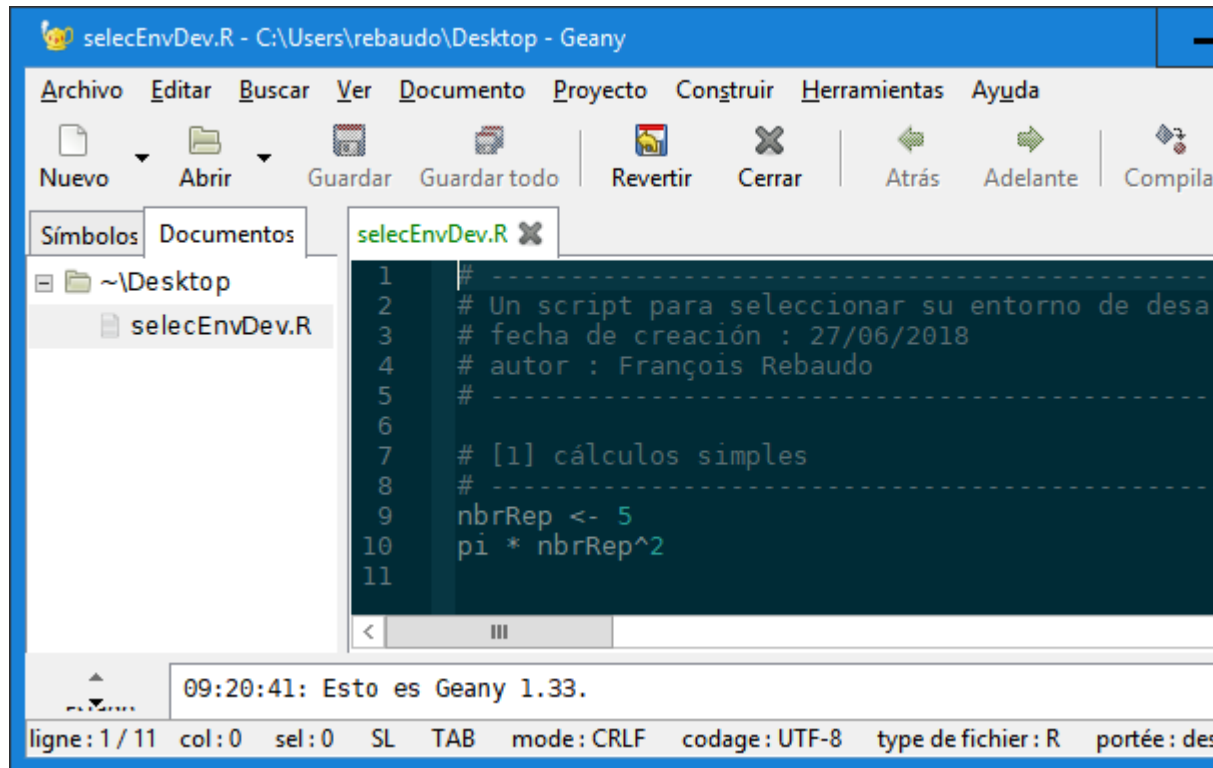 selecEnvDev.R - C:\Users\rebaudo\Desktop - Geany
Archivo Editar Buscar Ver Documento Proyecto Construir Herramientas Ayuda
Nuevo Abrir Guardar Guardar todo Revertir Cerrar Atrás Adelante Compila
Símbolos Documentos selecEnvDev.R
~\Desktop
selecEnvDev.R
1 # ----------------------------------------------
2 # Un script para seleccionar su entorno de desa
3 # fecha de creación : 27/06/2018
4 # autor : François Rebaudo
5 # ----------------------------------------------
6
7 # [1] cálculos simples
8 # ----------------------------------------------
9 nbrRep <- 5
10 pi * nbrRep^2
11
09:20:41: Esto es Geany 1.33.
ligne : 1 / 11 col : 0 sel : 0 SL TAB mode : CRLF codage : UTF-8 type de fichier : R portée : des